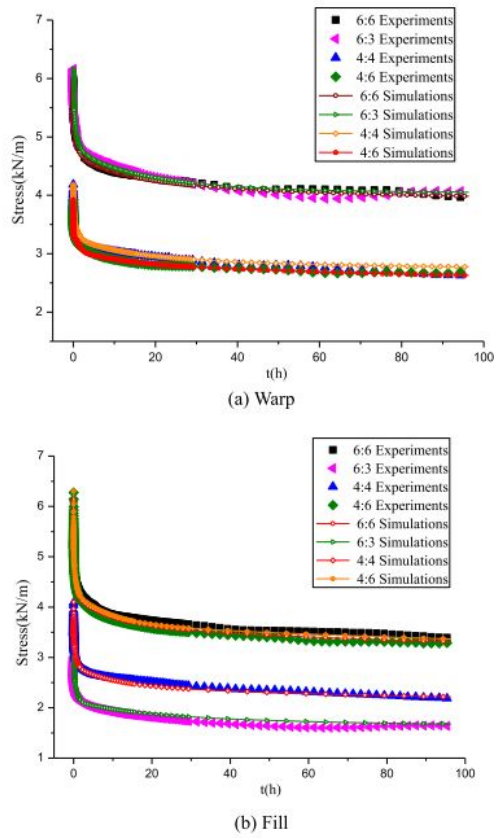 6:6 Experiments
6:3 Experiments
4:4 Experiments
4:6 Experiments
6:6 Simulations
6:3 Simulations
4:4 Simulations
4:6 Simulations
7
6
5
4
3
2
Stress(kN/m)
0
20
40
60
80
100
t(h)
(a) Warp
6:6 Experiments
6:3 Experiments
4:4 Experiments
4:6 Experiments
6:6 Simulations
6:3 Simulations
4:4 Simulations
4:6 Simulations
7
6
5
4
3
2
1
Stress(kN/m)
0
20
40
60
80
100
t(h)
(b) Fill